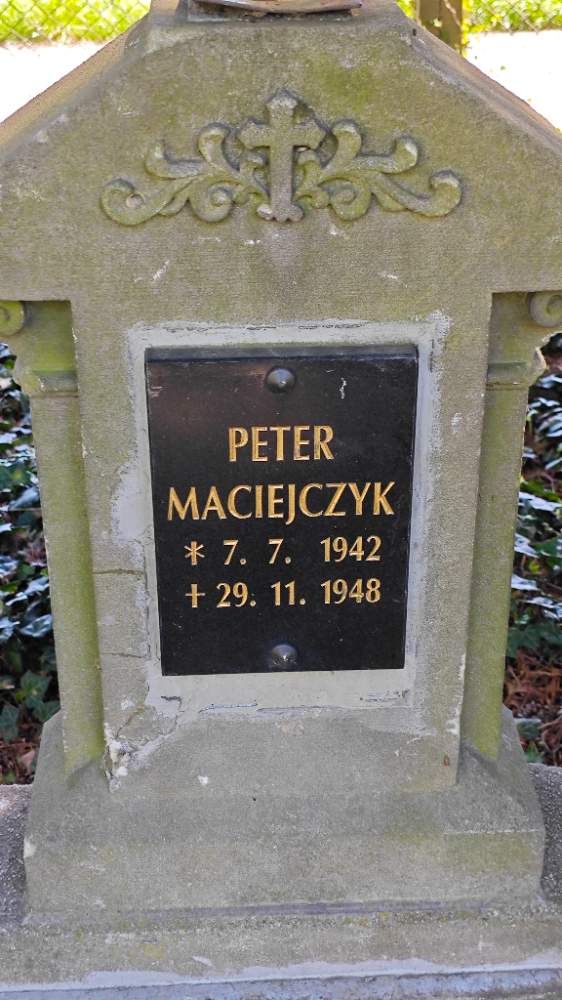 PETER
MACIEJCZYK
* 7. 7. 1942
+ 29. 11. 1948